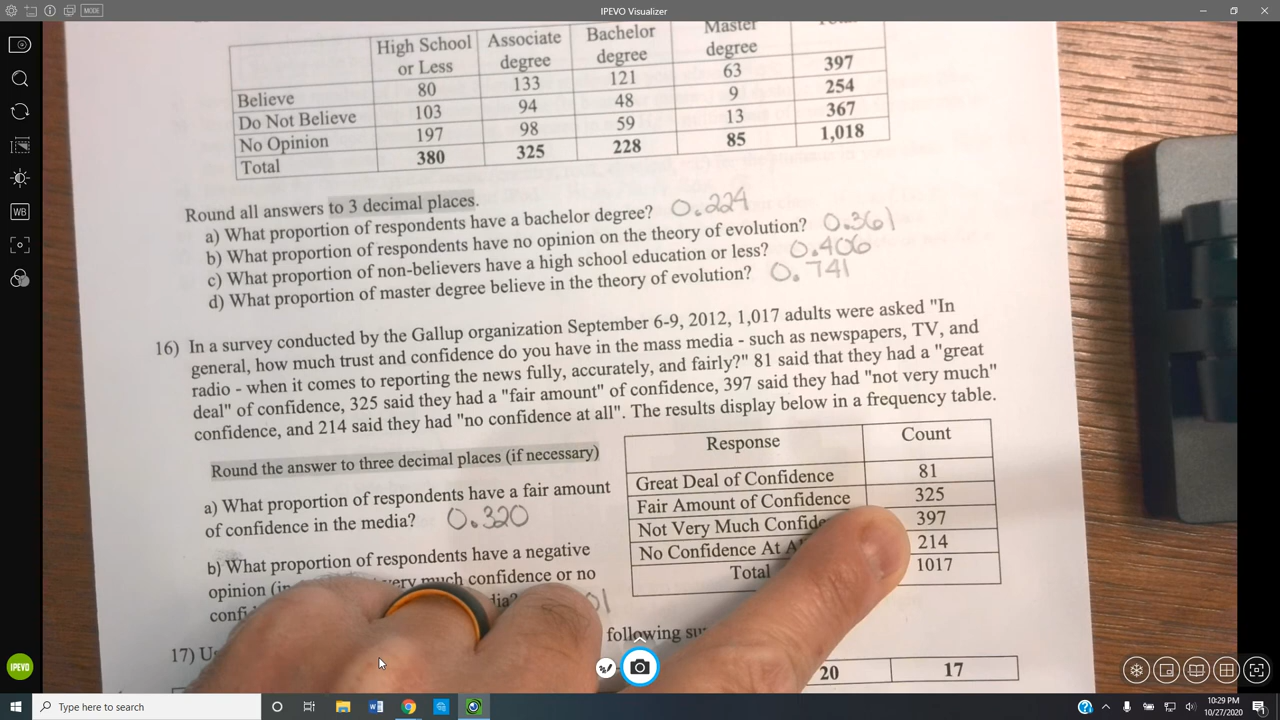 IPEVO Visualizer
MODE
WB
High School Associate Bachelor Master
or Less degree degree degree
Believe 80 133 121 63 397
Do Not Believe 103 94 48 9 254
No Opinion 197 98 59 13 367
Total 380 325 228 85 1,018
Round all answers to 3 decimal places.
a) What proportion of respondents have a bachelor degree? 0.224
b) What proportion of respondents have no opinion on the theory of evolution? 0.361
c) What proportion of non-believers have a high school education or less? 0.406
d) What proportion of master degree believe in the theory of evolution? 0.741
16) In a survey conducted by the Gallup organization September 6-9, 2012, 1,017 adults were asked "In
general, how much trust and confidence do you have in the mass media - such as newspapers, TV, and
radio - when it comes to reporting the news fully, accurately, and fairly?" 81 said that they had a "great
deal" of confidence, 325 said they had a "fair amount" of confidence, 397 said they had "not very much"
confidence, and 214 said they had "no confidence at all". The results display below in a frequency table.
Round the answer to three decimal places (if necessary)
a) What proportion of respondents have a fair amount
of confidence in the media? 0.320
b) What proportion of respondents have a negative
opinion very much confidence or no
Response Count
Great Deal of Confidence 81
Fair Amount of Confidence 325
Not Very Much 397
No Confidence At 214
Total 1017
17)
following
20 17
IPEVO
Type here to search
10:29 PM
10/27/2020